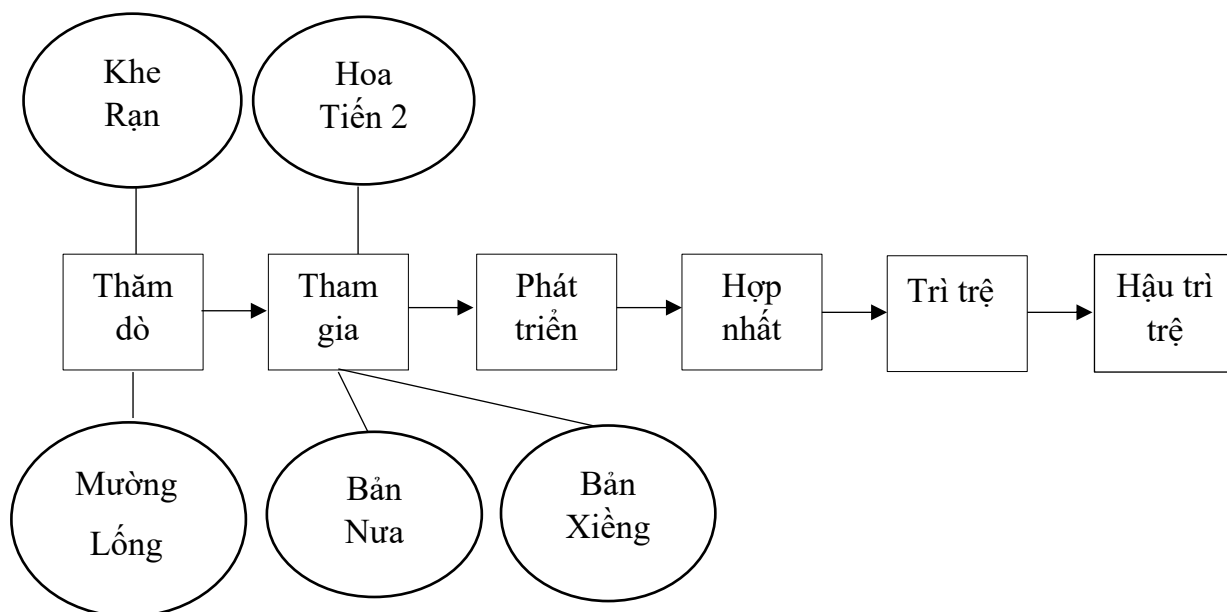 Khe
Rạn
Hoa
Tiến 2
Thăm
dò
Tham
gia
Phát
triển
Hợp
nhất
Trì trệ
Hậu trì
trệ
Mường
Lống
Bản
Nưa
Bản
Xiềng